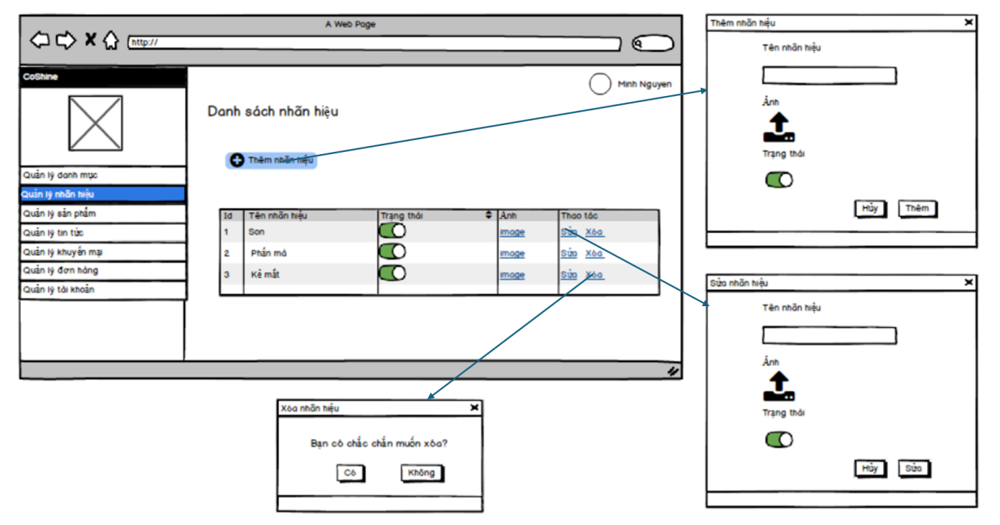 A Web Page
http://
CoShine
Minh Nguyen
Danh sách nhãn hiệu
Thêm nhãn hiệu
Quản lý danh mục
Quản lý nhãn hiệu
Quản lý sản phẩm
Quản lý tin tức
Quản lý khuyến mại
Quản lý đơn hàng
Quản lý tài khoản
Id Tên nhãn hiệu Trạng thái Ảnh Thao tác
1 Son image Sửa Xóa
2 Phấn má image Sửa Xóa
3 Kẻ mắt image Sửa Xóa
Thêm nhãn hiệu
Tên nhãn hiệu
Ảnh
Trạng thái
Hủy Thêm
Sửa nhãn hiệu
Tên nhãn hiệu
Ảnh
Trạng thái
Hủy Sửa
Xóa nhãn hiệu
Bạn có chắc chắn muốn xóa?
Có Không